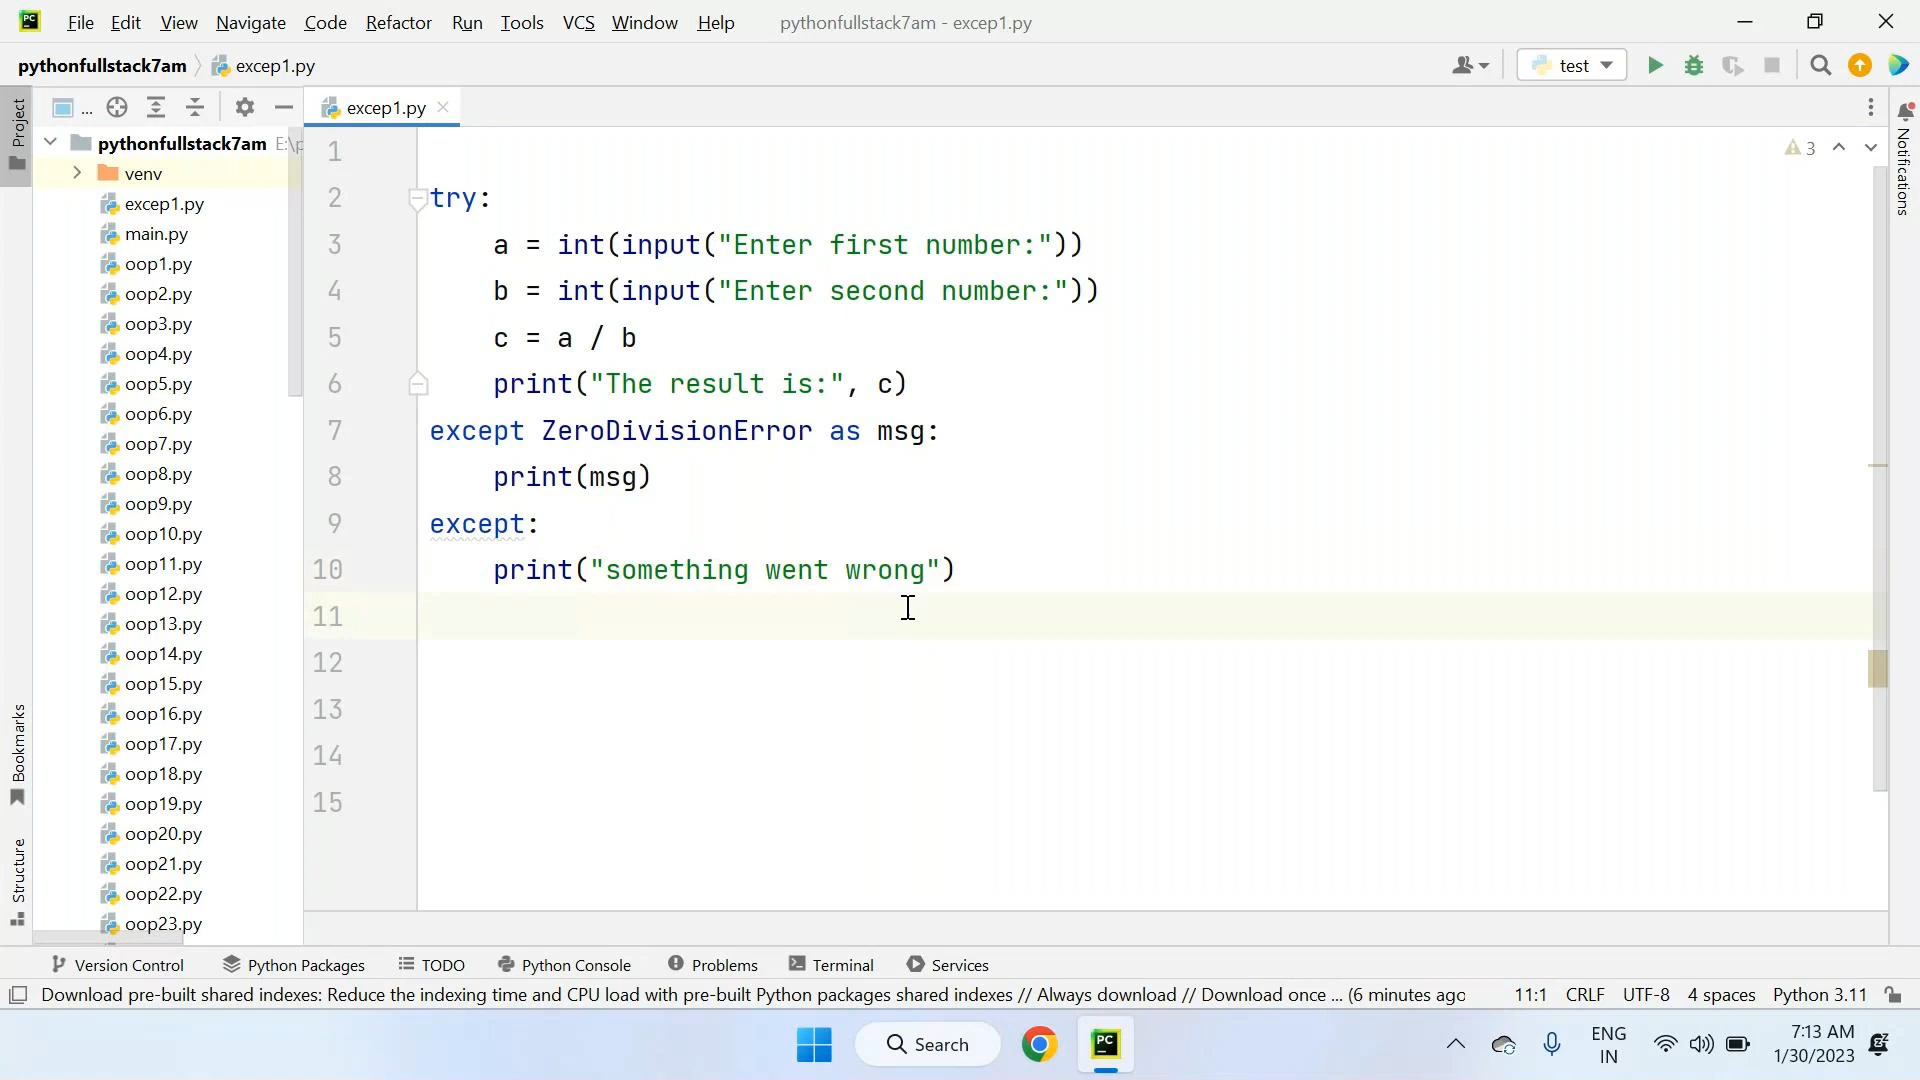 PC File Edit View Navigate Code Refactor Run Tools VCS Window Help pythonfullstack7am - excep1.py
pythonfullstack7am excep1.py test
Project
...
excep1.py
pythonfullstack7am E:\p
venv
excep1.py
main.py
oop1.py
oop2.py
oop3.py
oop4.py
oop5.py
oop6.py
oop7.py
oop8.py
oop9.py
oop10.py
oop11.py
oop12.py
oop13.py
oop14.py
oop15.py
oop16.py
oop17.py
oop18.py
oop19.py
oop20.py
oop21.py
oop22.py
oop23.py
Bookmarks
Structure
1
2 try:
3 a = int(input("Enter first number:"))
4 b = int(input("Enter second number:"))
5 c = a / b
6 print("The result is:", c)
7 except ZeroDivisionError as msg:
8 print(msg)
9 except:
10 print("something went wrong")
11
12
13
14
15
3
Notifications
Version Control Python Packages TODO Python Console Problems Terminal Services
Download pre-built shared indexes: Reduce the indexing time and CPU load with pre-built Python packages shared indexes // Always download // Download once ... (6 minutes ago 11:1 CRLF UTF-8 4 spaces Python 3.11
Search
PC
ENG
IN
7:13 AM
1/30/2023